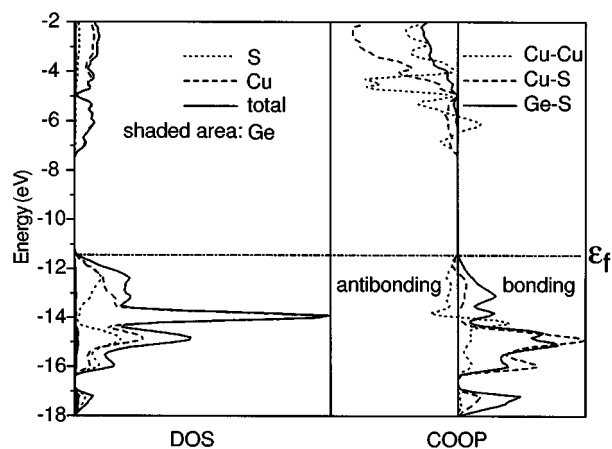 -2
-4
-6
-8
-10
-12
-14
-16
-18
Energy (eV)
S
Cu
total
shaded area: Ge
DOS
Cu-Cu
Cu-S
Ge-S
antibonding
bonding
εf
COOP